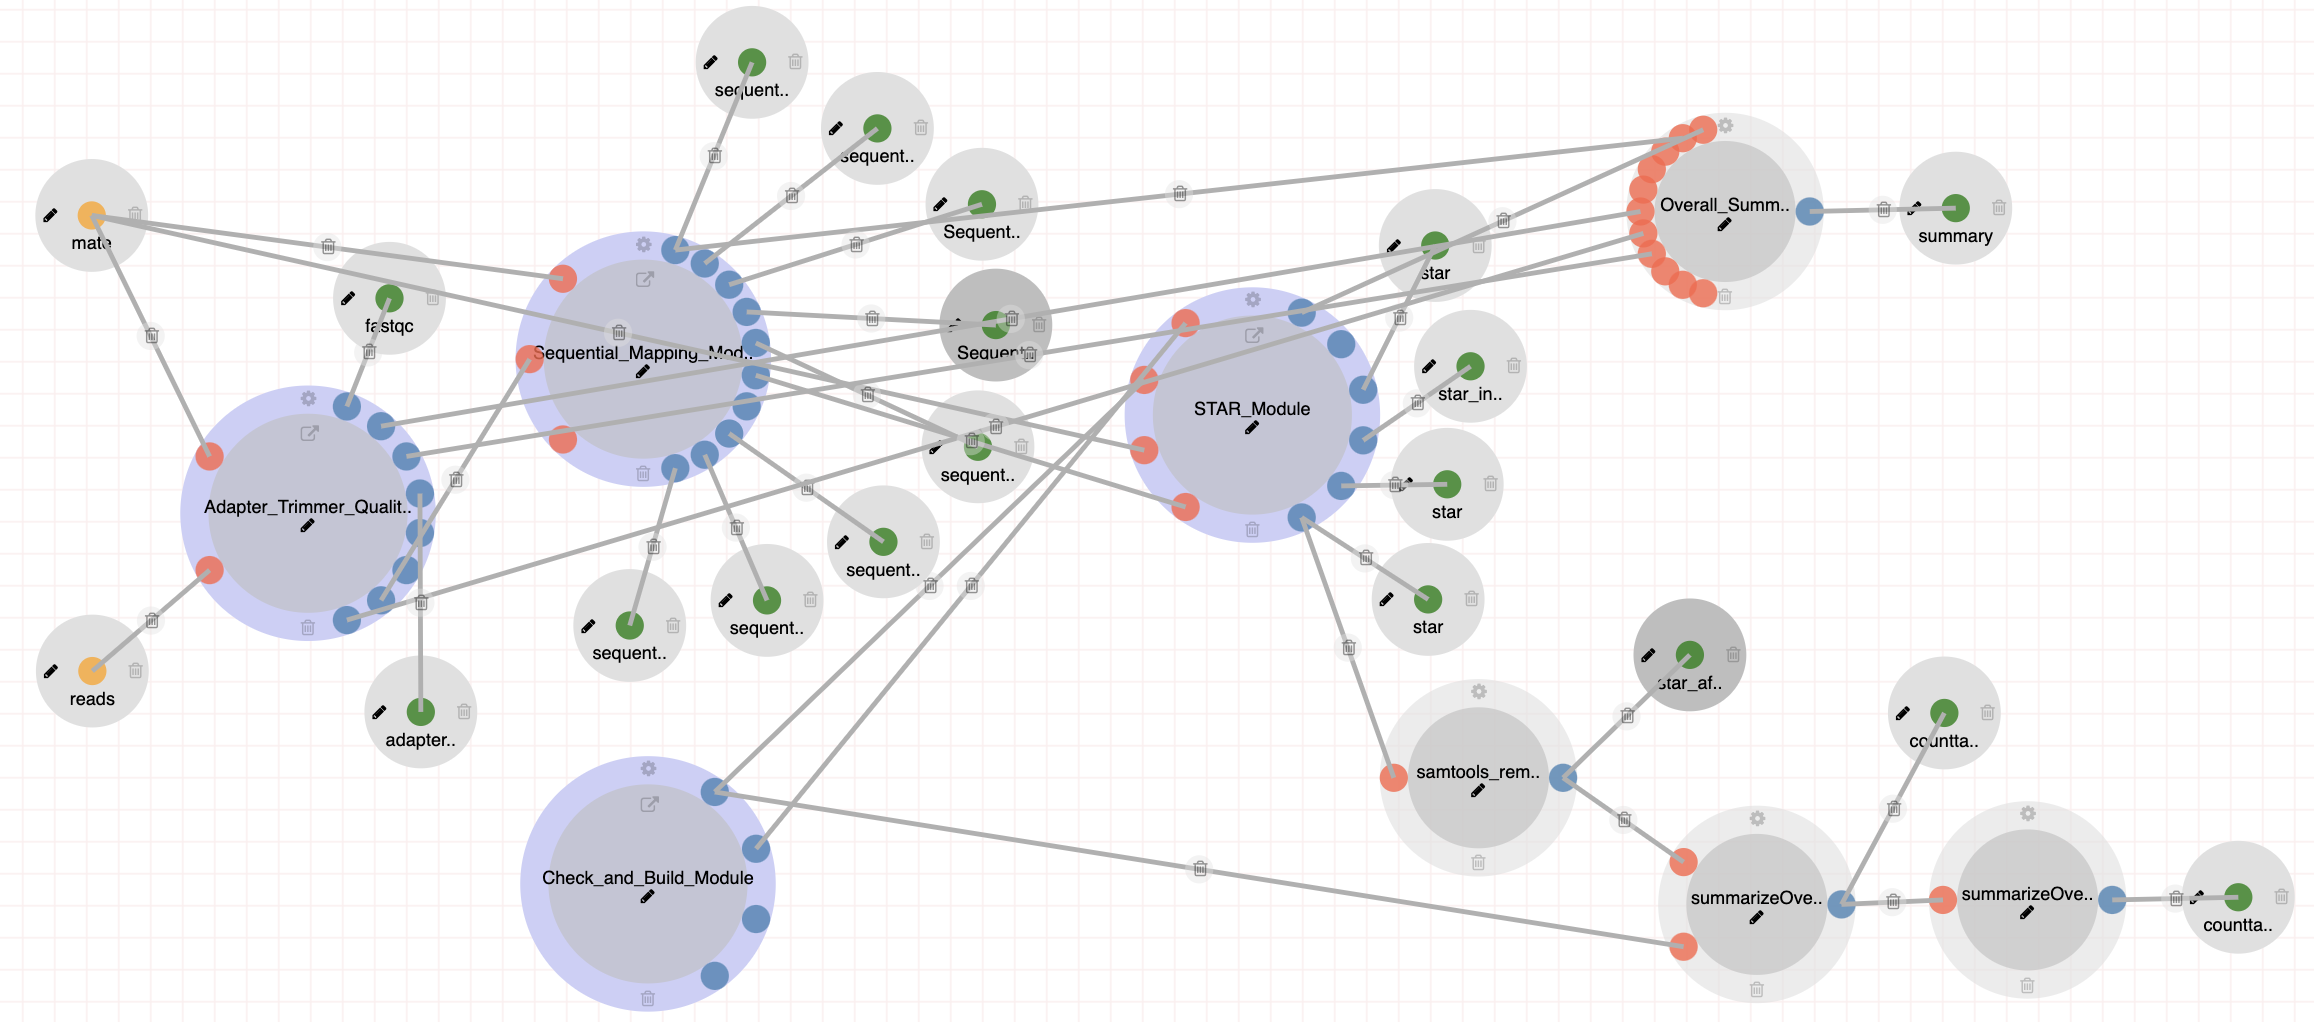 sequent..
sequent..
Sequent..
mate
Overall_Summ..
summary
star
fastqc
Sequential_Mapping_Mod..
Sequent..
star_in..
STAR_Module
sequent..
star
Adapter_Trimmer_Qualit..
sequent..
sequent..
sequent..
star
reads
star_af..
adapter..
countta..
samtools_rem..
Check_and_Build_Module
summarizeOve..
summarizeOve..
countta..